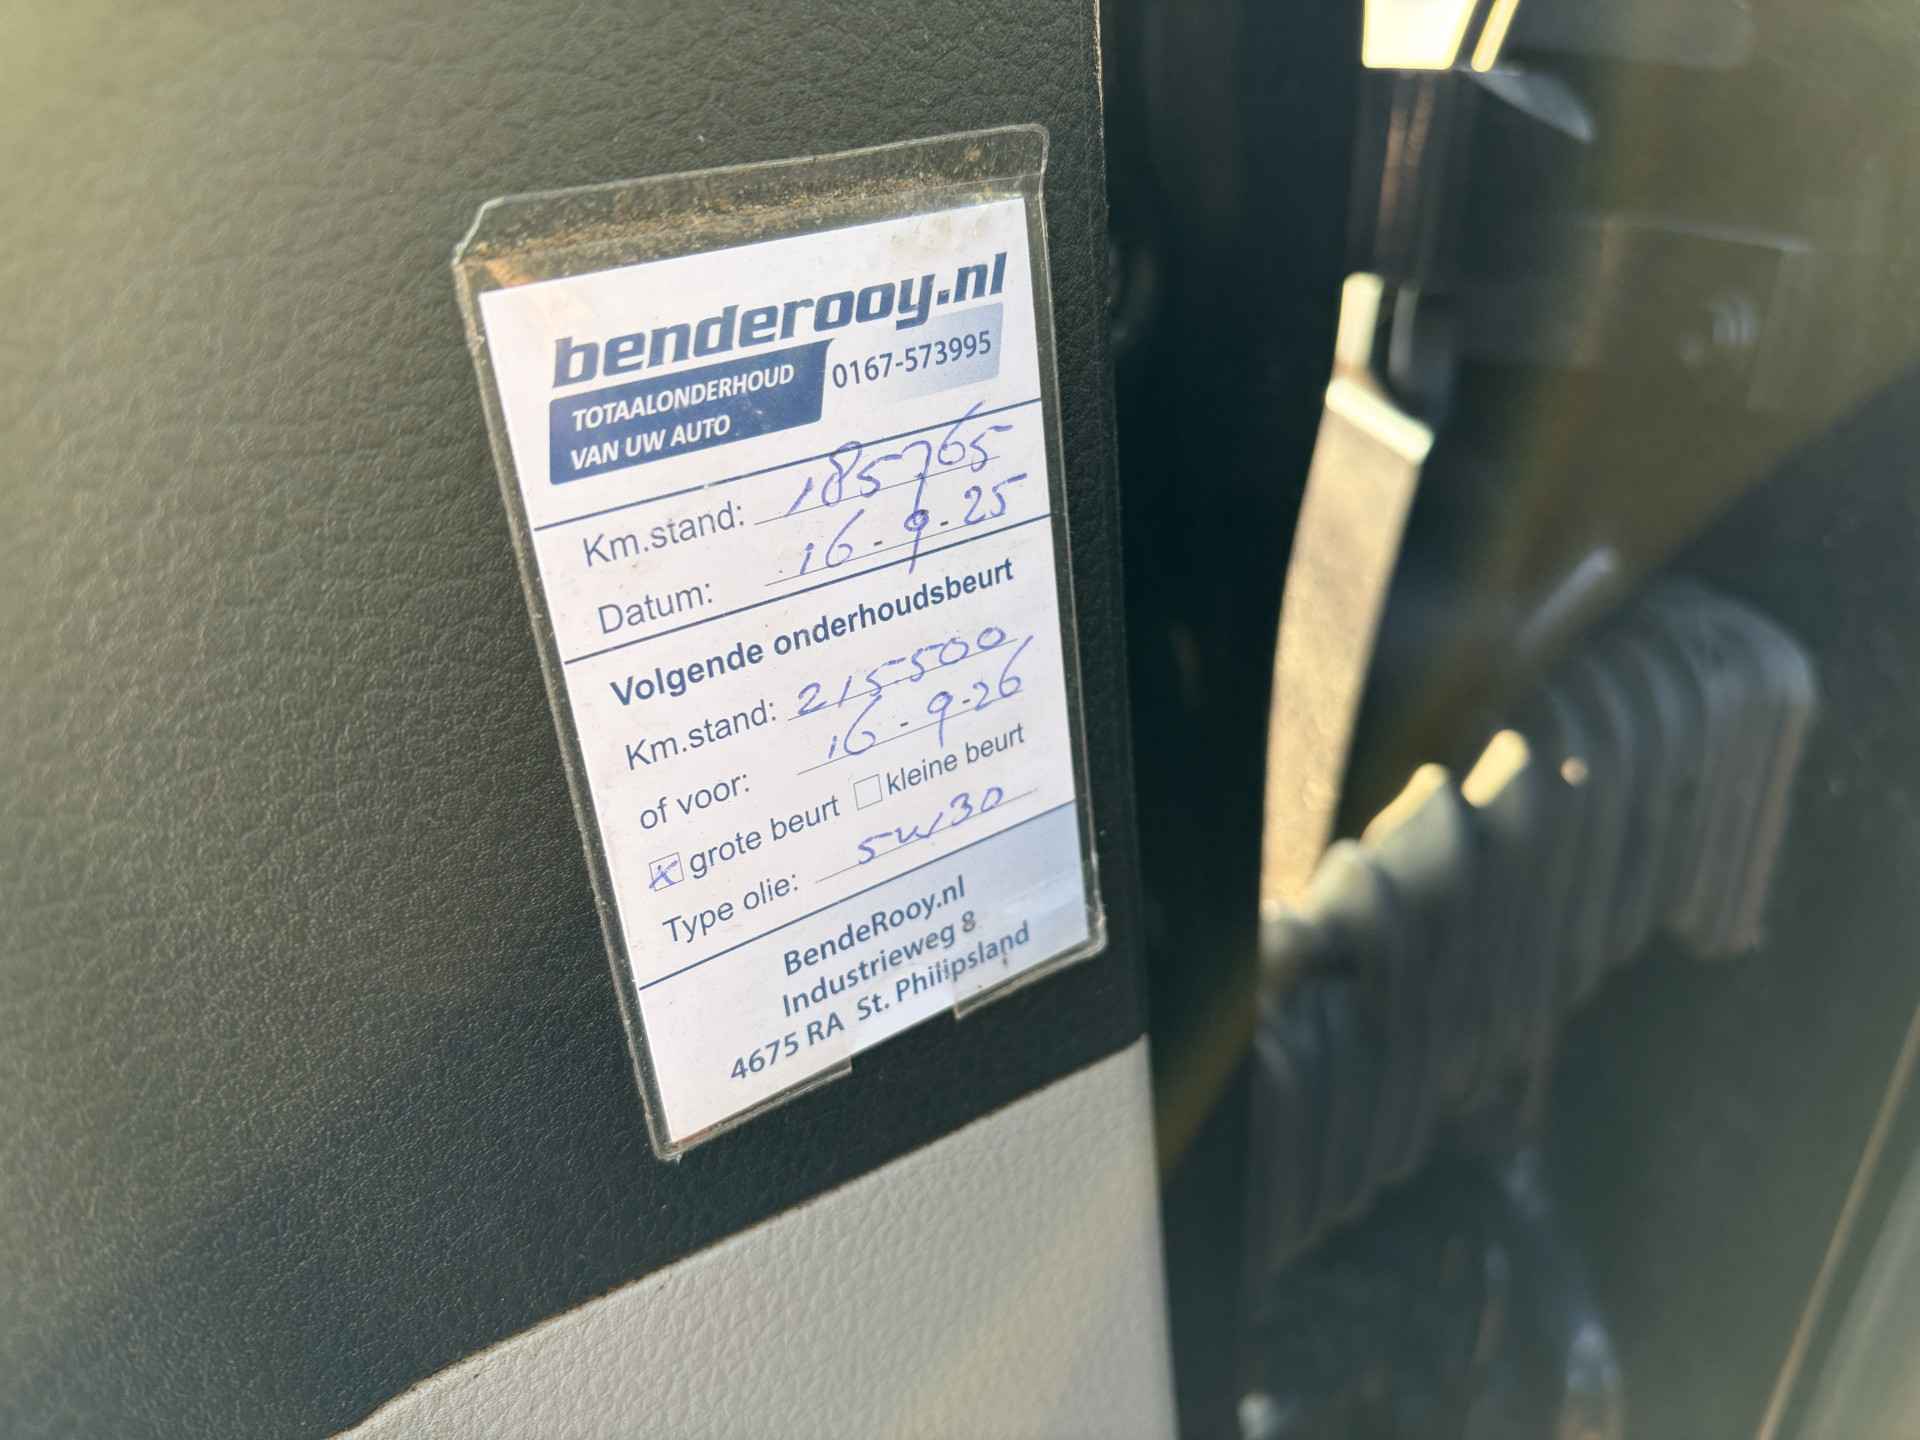 benderooy.nl
TOTAALONDERHOUD
VAN UW AUTO
0167-573995
Km.stand: 185765
Datum: 16-9-25
Volgende onderhoudsbeurt
Km.stand: 215500
of voor: 16-9-26
grote beurt kleine beurt
Type olie: 5w30
BendeRooy.nl
Industrieweg 8
4675 RA St. Philipsland